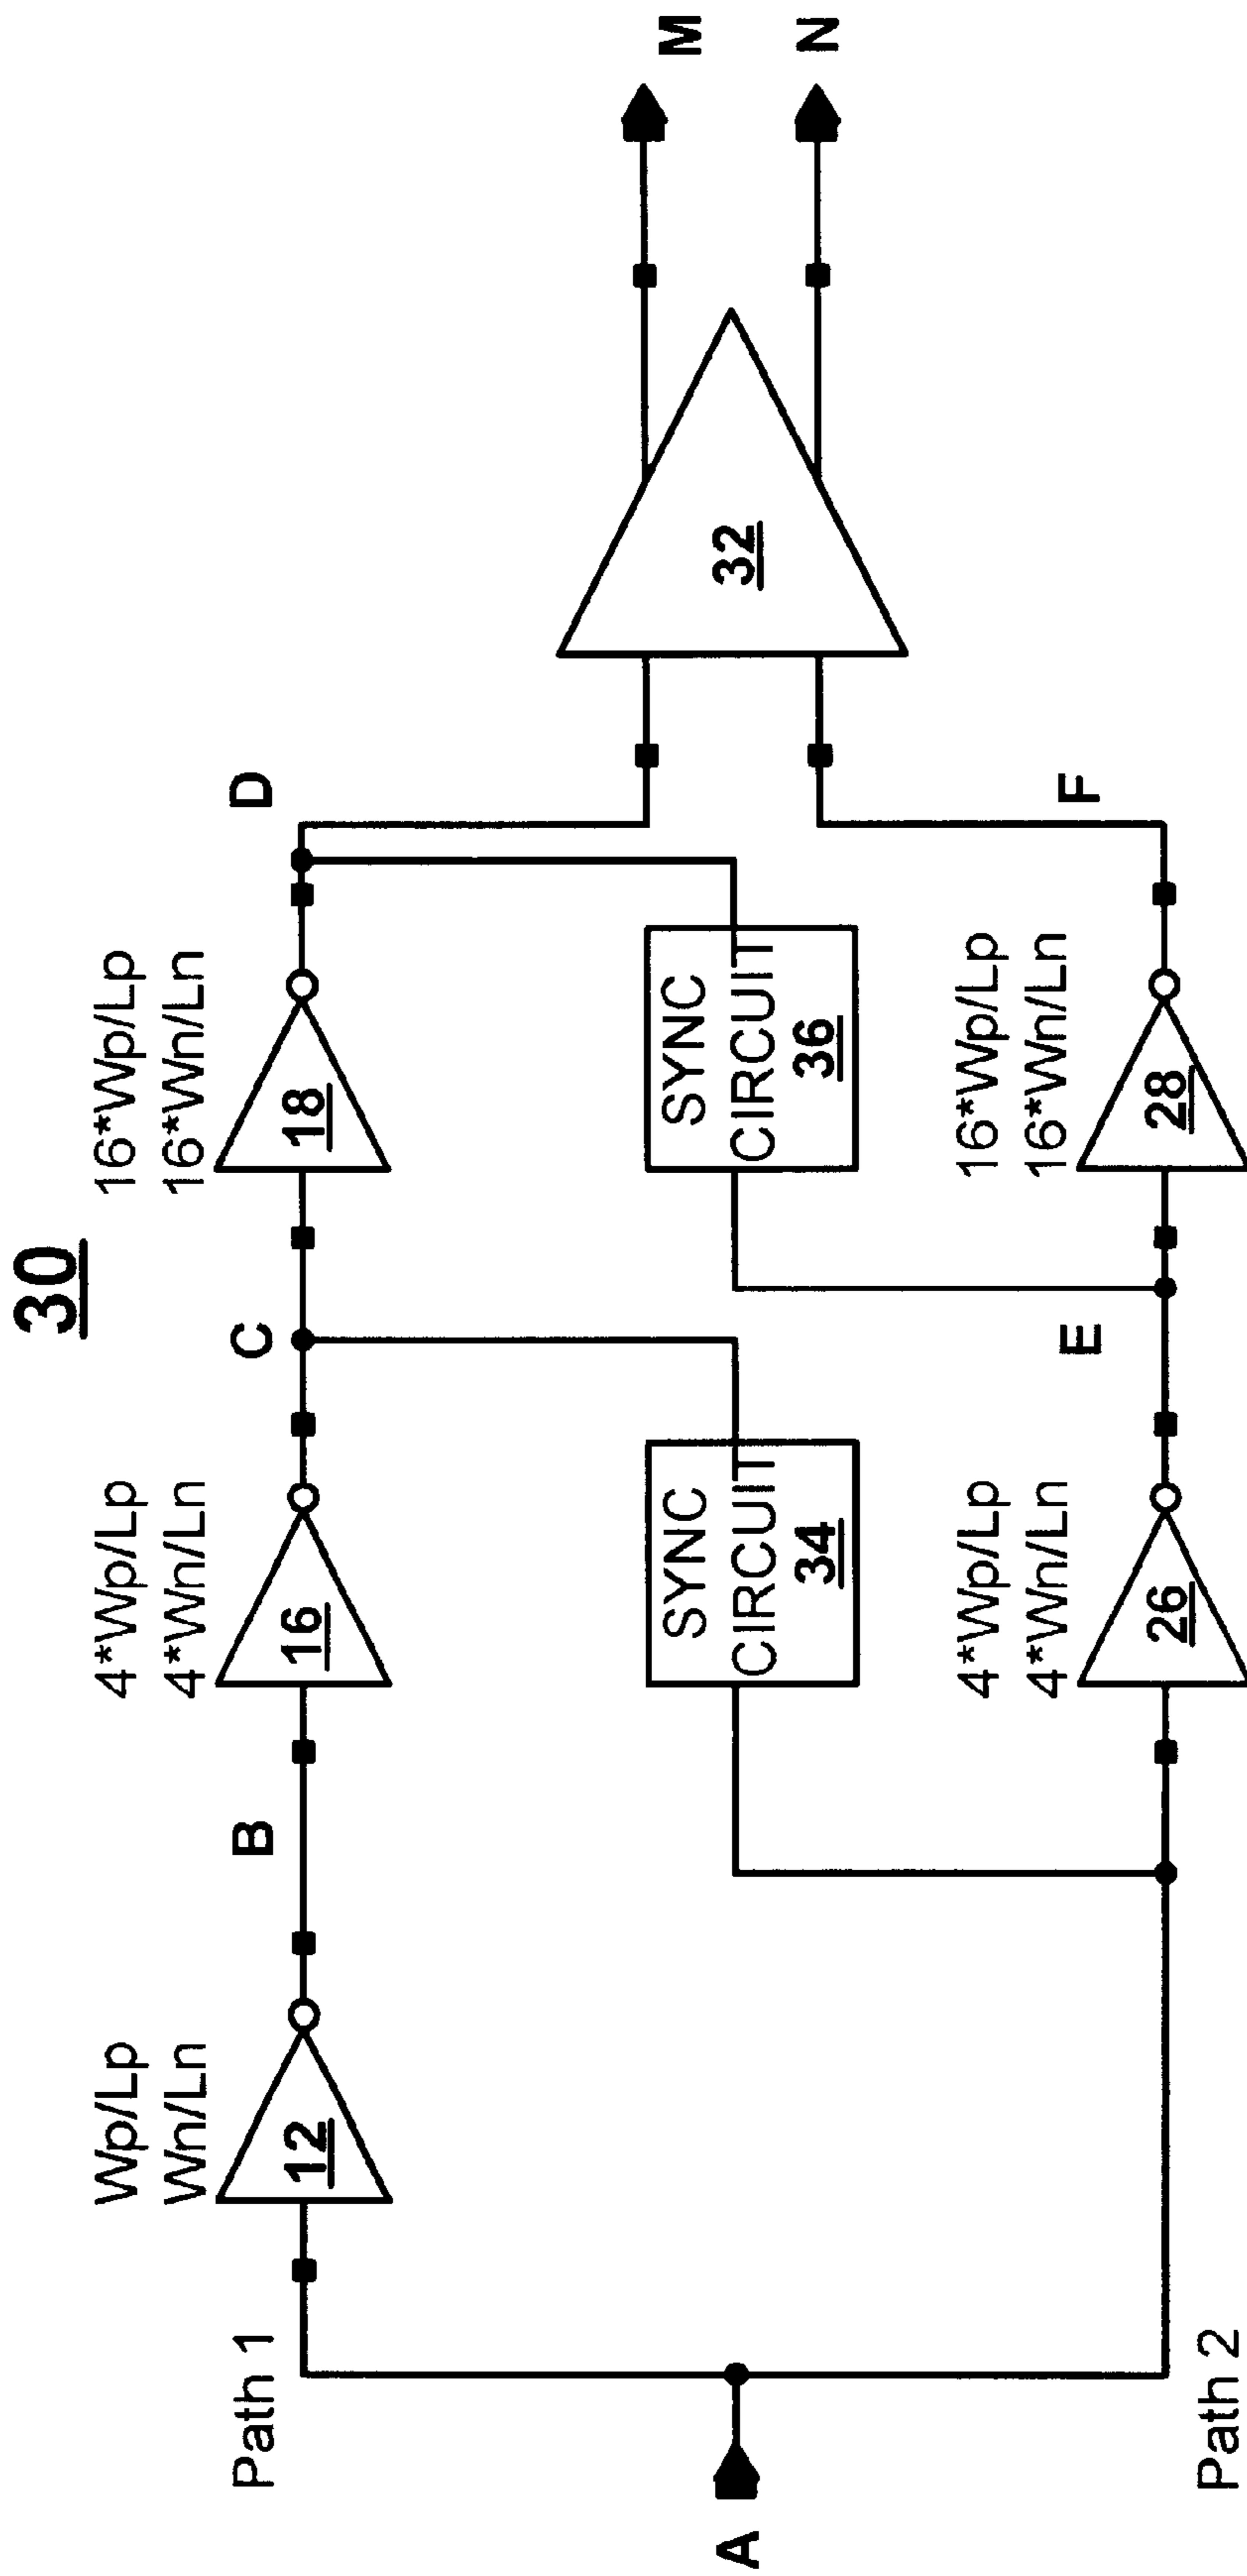 30
Path 1
Wp/Lp
Wn/Ln
12
B
4*Wp/Lp
4*Wn/Ln
16
C
16*Wp/Lp
16*Wn/Ln
18
D
A
SYNC
CIRCUIT
34
SYNC
CIRCUIT
36
32
M
N
Path 2
4*Wp/Lp
4*Wn/Ln
26
E
16*Wp/Lp
16*Wn/Ln
28
F